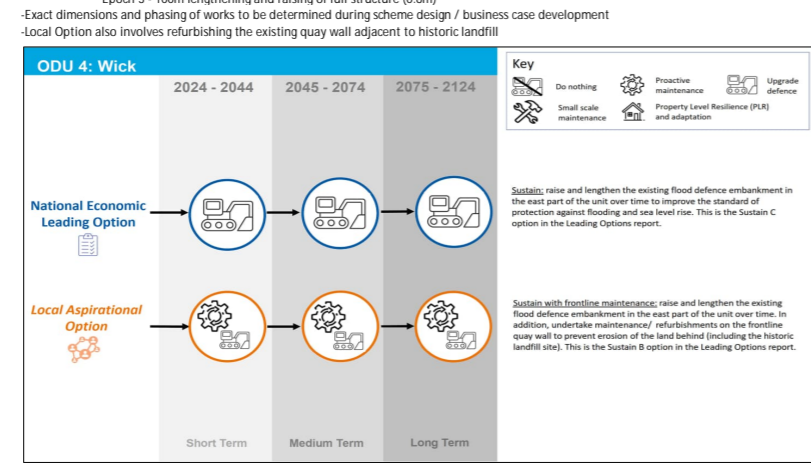 -Exact dimensions and phasing of works to be determined during scheme design / business case development
-Local Option also involves refurbishing the existing quay wall adjacent to historic landfill
ODU 4: Wick
2024 - 2044
2045 - 2074
2075 - 2124
Key
Do nothing
Proactive
maintenance
Upgrade
defence
Small scale
maintenance
Property Level Resilience (PLR)
and adaptation
National Economic
Leading Option
Sustain: raise and lengthen the existing flood defence embankment in
the east part of the unit over time to improve the standard of
protection against flooding and sea level rise. This is the Sustain C
option in the Leading Options report.
Local Aspirational
Option
Sustain with frontline maintenance: raise and lengthen the existing
flood defence embankment in the east part of the unit over time. In
addition, undertake maintenance/ refurbishments on the frontline
quay wall to prevent erosion of the land behind (including the historic
landfill site). This is the Sustain B option in the Leading Options report.
Short Term
Medium Term
Long Term